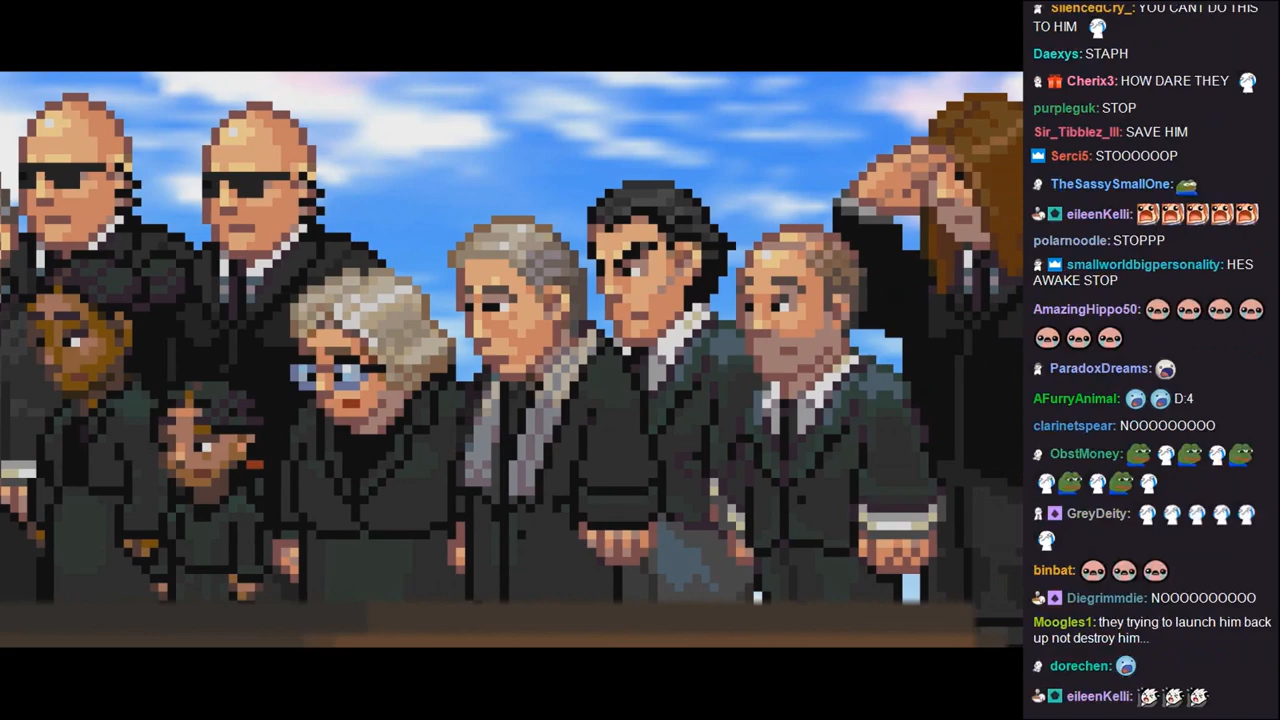 SilencedCry_: YOU CANT DO THIS
TO HIM
Daexys: STAPH
Cherix3: HOW DARE THEY
purpleguk: STOP
Sir_Tibblez_III: SAVE HIM
Serci5: STOOOOOOP
TheSassySmallOne:
eileenKelli:
polarnoodle: STOPPP
smallworldbigpersonality: HES
AWAKE STOP
AmazingHippo50:
ParadoxDreams:
AFurryAnimal: D:4
clarinetspear: NOOOOOOOOO
ObstMoney:
GreyDeity:
binbat:
Diegrimmdie: NOOOOOOOOOO
Moogles1: they trying to launch him back
up not destroy him...
dorechen:
eileenKelli: